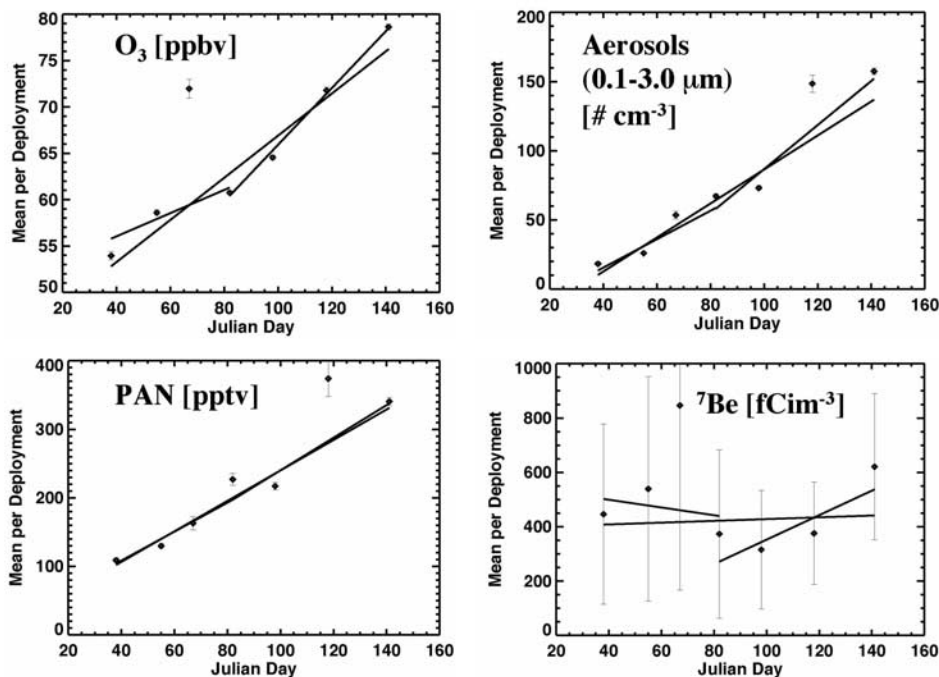 O₃ [ppbv]
Mean per Deployment
80
75
70
65
60
55
50
20 40 60 80 100 120 140 160
Julian Day
Aerosols
(0.1-3.0 μm)
[# cm⁻³]
Mean per Deployment
200
150
100
50
0
20 40 60 80 100 120 140 160
Julian Day
PAN [pptv]
Mean per Deployment
400
300
200
100
0
20 40 60 80 100 120 140 160
Julian Day
⁷Be [fCim⁻³]
Mean per Deployment
1000
800
600
400
200
0
20 40 60 80 100 120 140 160
Julian Day